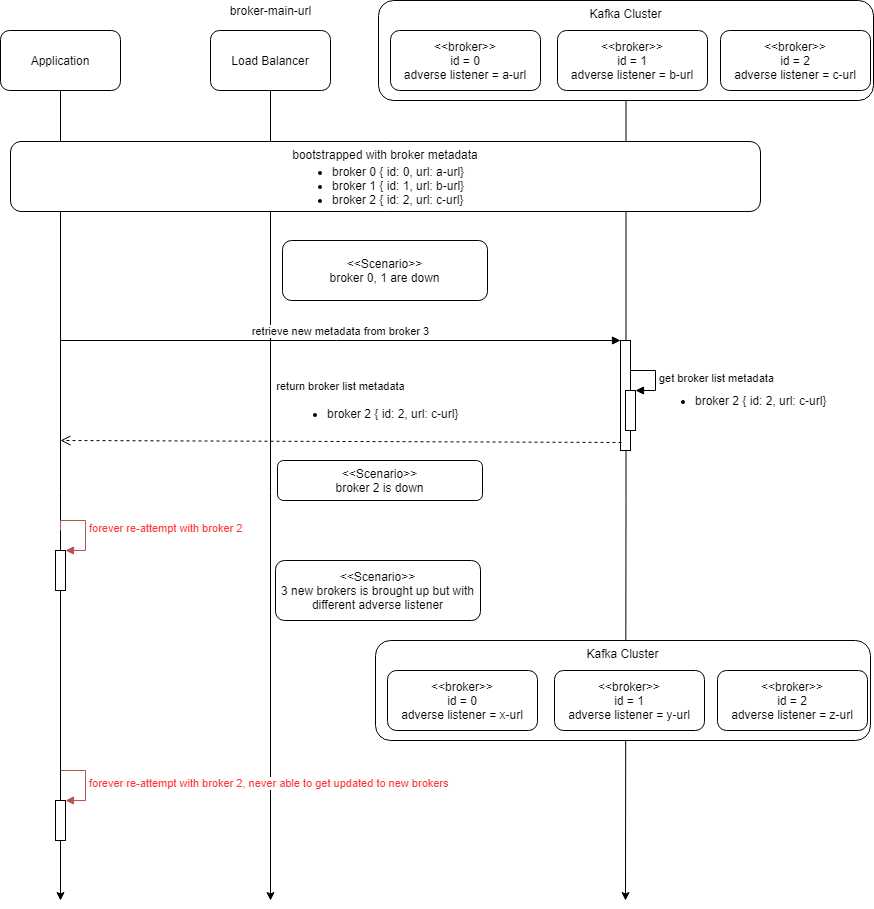 broker-main-url
Application
Load Balancer
Kafka Cluster
<<broker>>
id = 0
adverse listener = a-url
<<broker>>
id = 1
adverse listener = b-url
<<broker>>
id = 2
adverse listener = c-url
bootstrapped with broker metadata
• broker 0 { id: 0, url: a-url}
• broker 1 { id: 1, url: b-url}
• broker 2 { id: 2, url: c-url}
<<Scenario>>
broker 0, 1 are down
retrieve new metadata from broker 3
get broker list metadata
• broker 2 { id: 2, url: c-url}
return broker list metadata
• broker 2 { id: 2, url: c-url}
<<Scenario>>
broker 2 is down
forever re-attempt with broker 2
<<Scenario>>
3 new brokers is brought up but with
different adverse listener
Kafka Cluster
<<broker>>
id = 0
adverse listener = x-url
<<broker>>
id = 1
adverse listener = y-url
<<broker>>
id = 2
adverse listener = z-url
forever re-attempt with broker 2, never able to get updated to new brokers